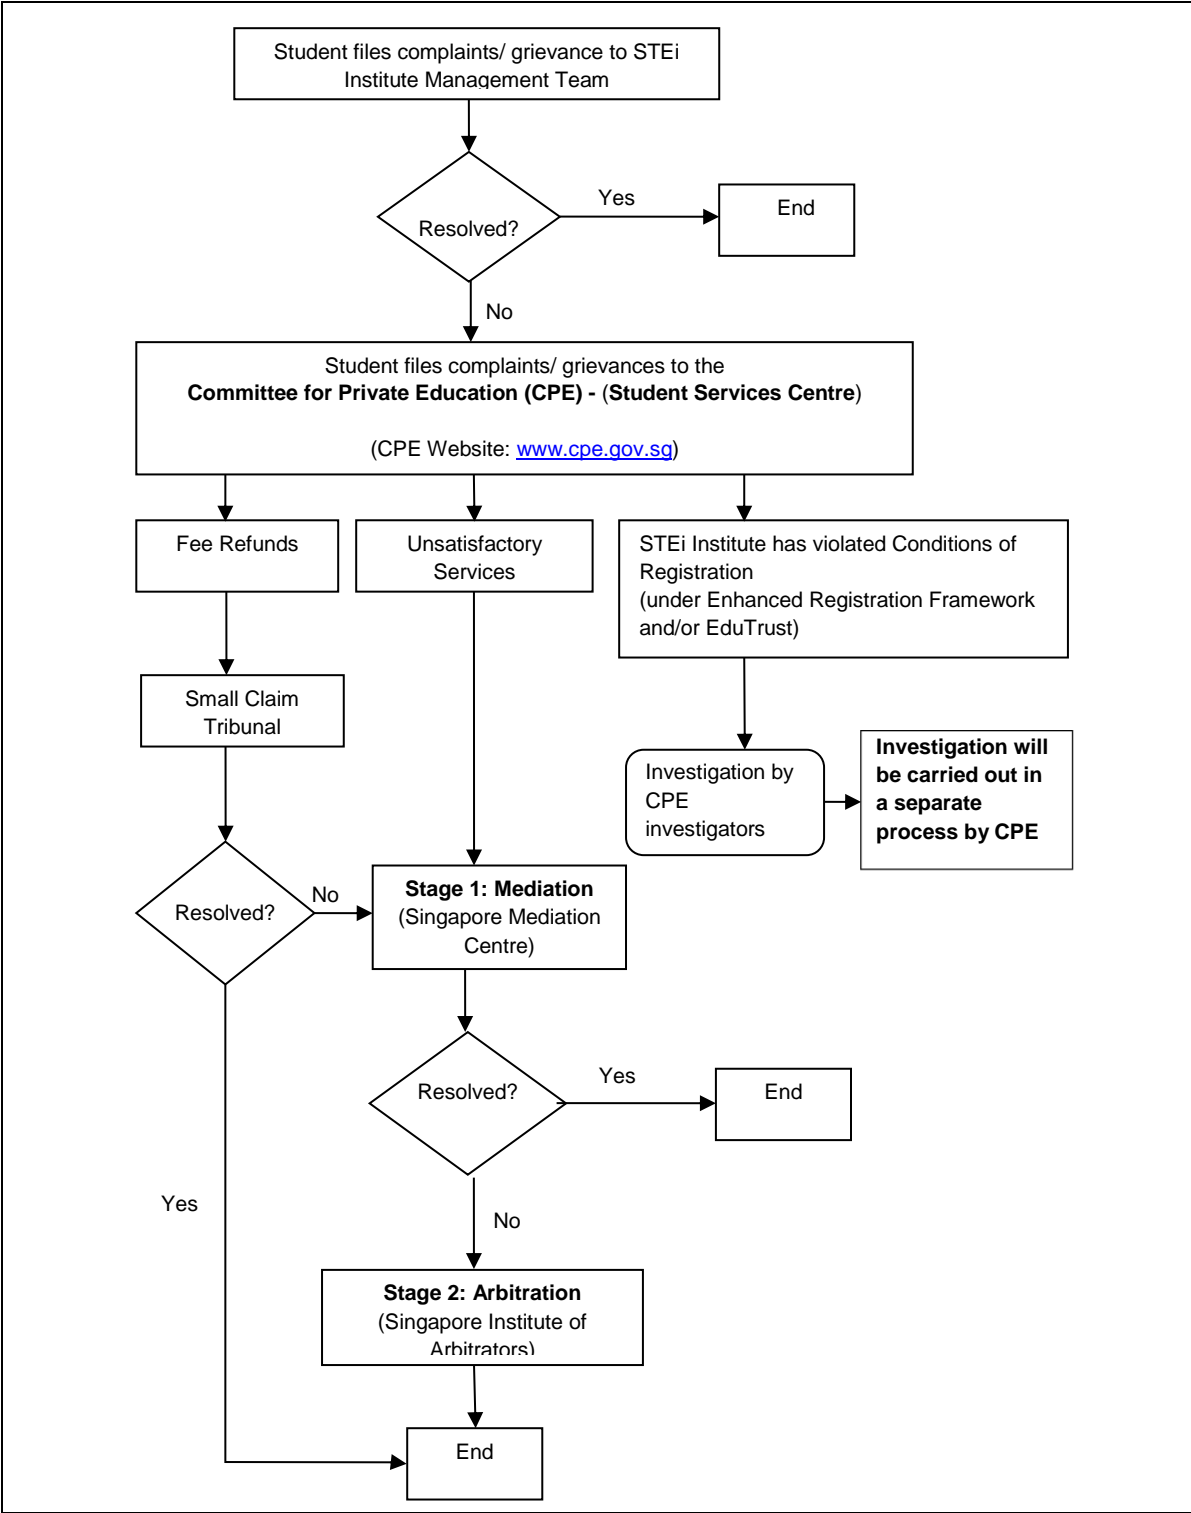 Student files complaints/ grievance to STEi
Institute Management Team
Resolved?
Yes
End
No
Student files complaints/ grievances to the
Committee for Private Education (CPE) - (Student Services Centre)
(CPE Website: www.cpe.gov.sg)
Fee Refunds
Unsatisfactory
Services
STEi Institute has violated Conditions of
Registration
(under Enhanced Registration Framework
and/or EduTrust)
Small Claim
Tribunal
Investigation by
CPE
investigators
Investigation will
be carried out in
a separate
process by CPE
Resolved?
No
Stage 1: Mediation
(Singapore Mediation
Centre)
Resolved?
Yes
End
Yes
No
Stage 2: Arbitration
(Singapore Institute of
Arbitrators)
End